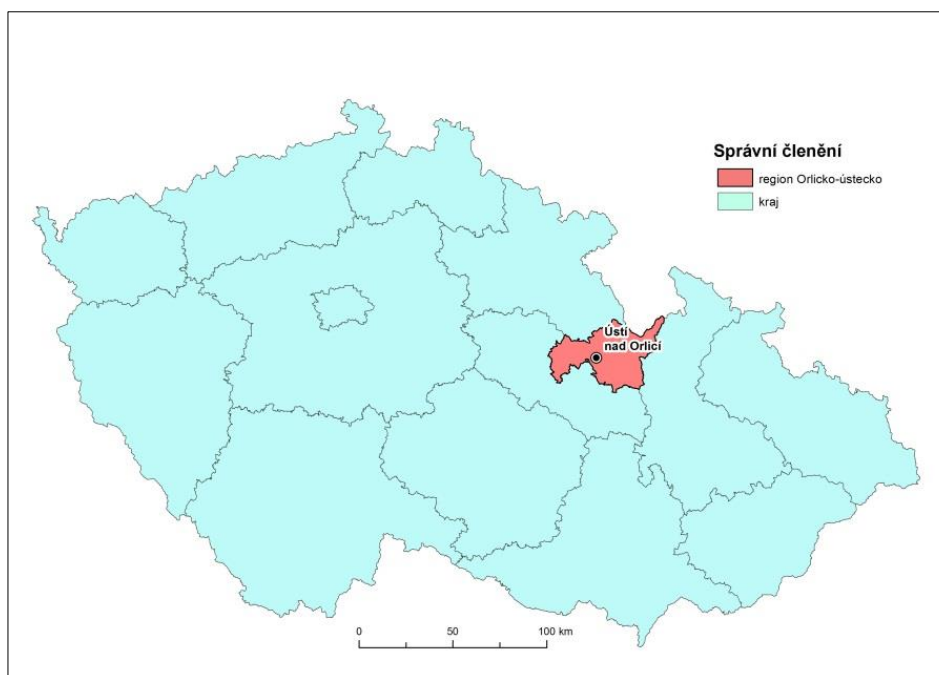 Správní členění
region Orlicko-ústecko
kraj
Ústí
nad Orlicí
0 50 100 km